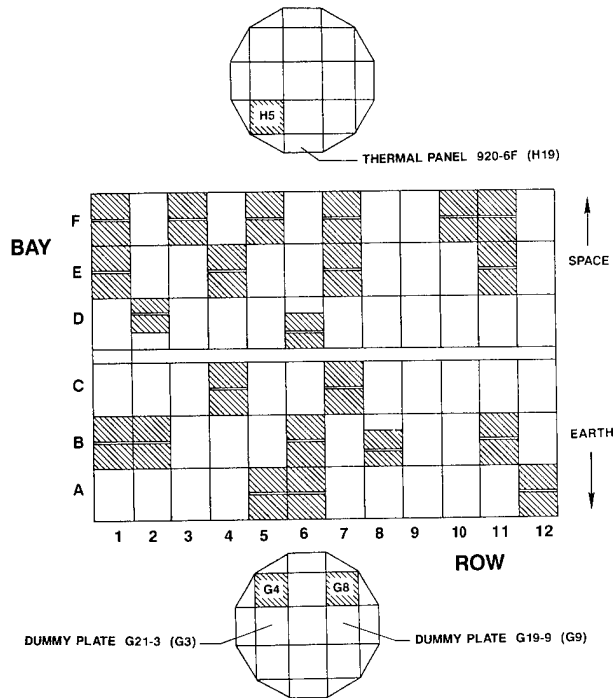 H5
THERMAL PANEL 920-6F (H19)
BAY
F
E
D
C
B
A
SPACE
EARTH
1 2 3 4 5 6 7 8 9 10 11 12
ROW
G4 G8
DUMMY PLATE G21-3 (G3)
DUMMY PLATE G19-9 (G9)